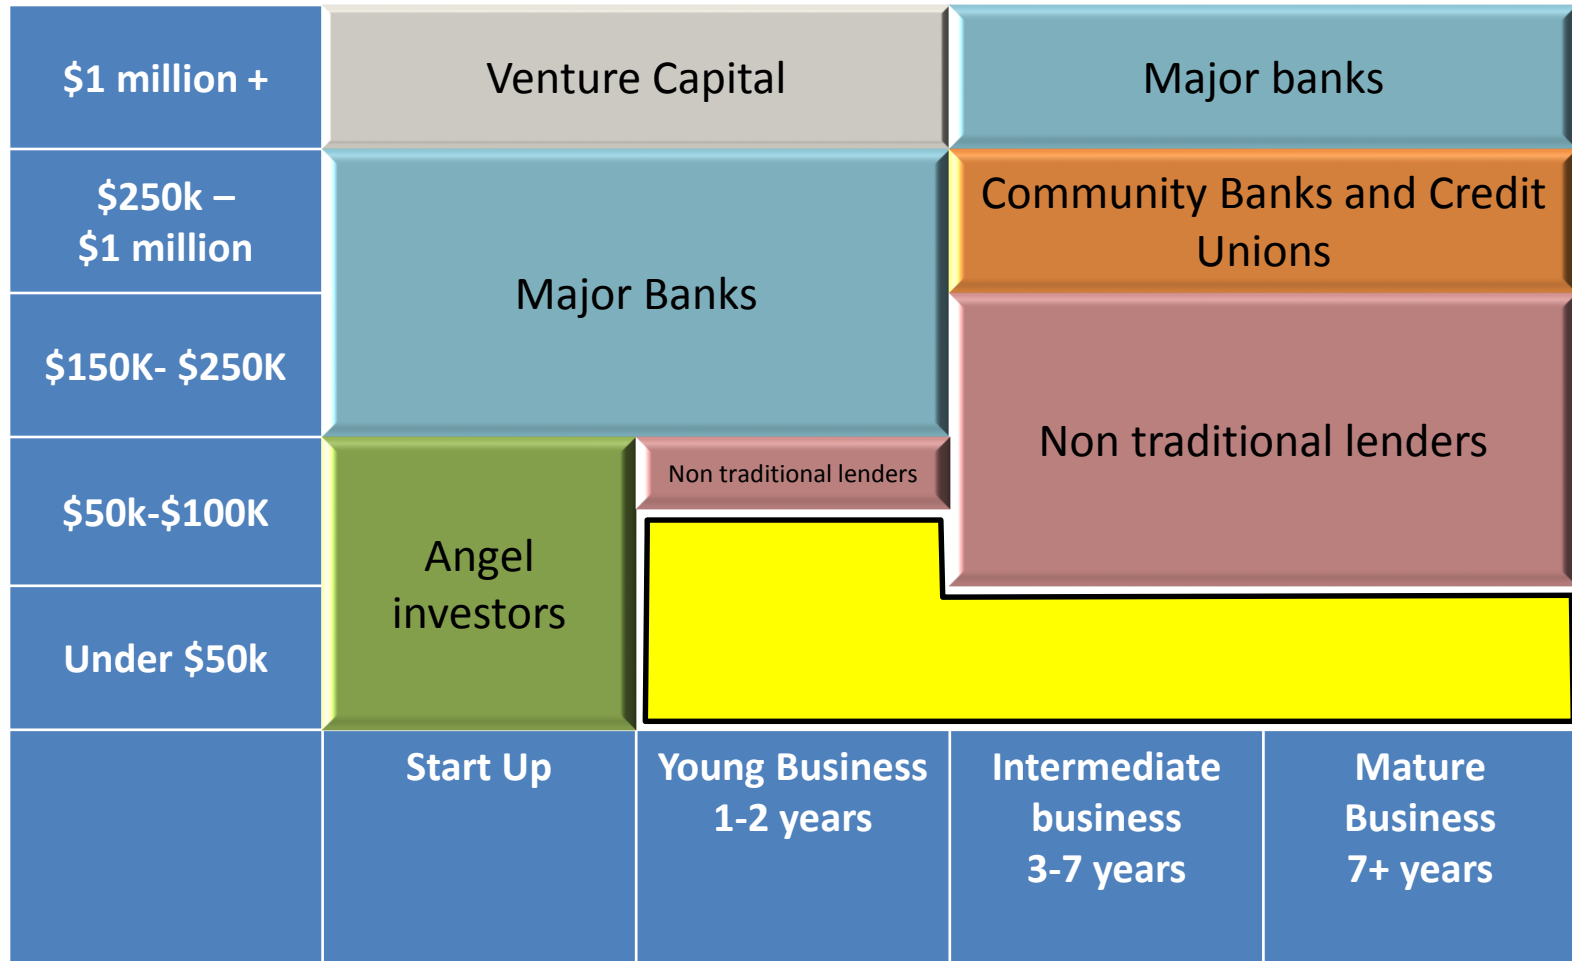 $1 million +
Venture Capital
Major banks
$250k –
$1 million
Major Banks
Community Banks and Credit
Unions
$150K- $250K
Non traditional lenders
$50k-$100K
Angel
investors
Non traditional lenders
Under $50k
Start Up
Young Business
1-2 years
Intermediate
business
3-7 years
Mature
Business
7+ years